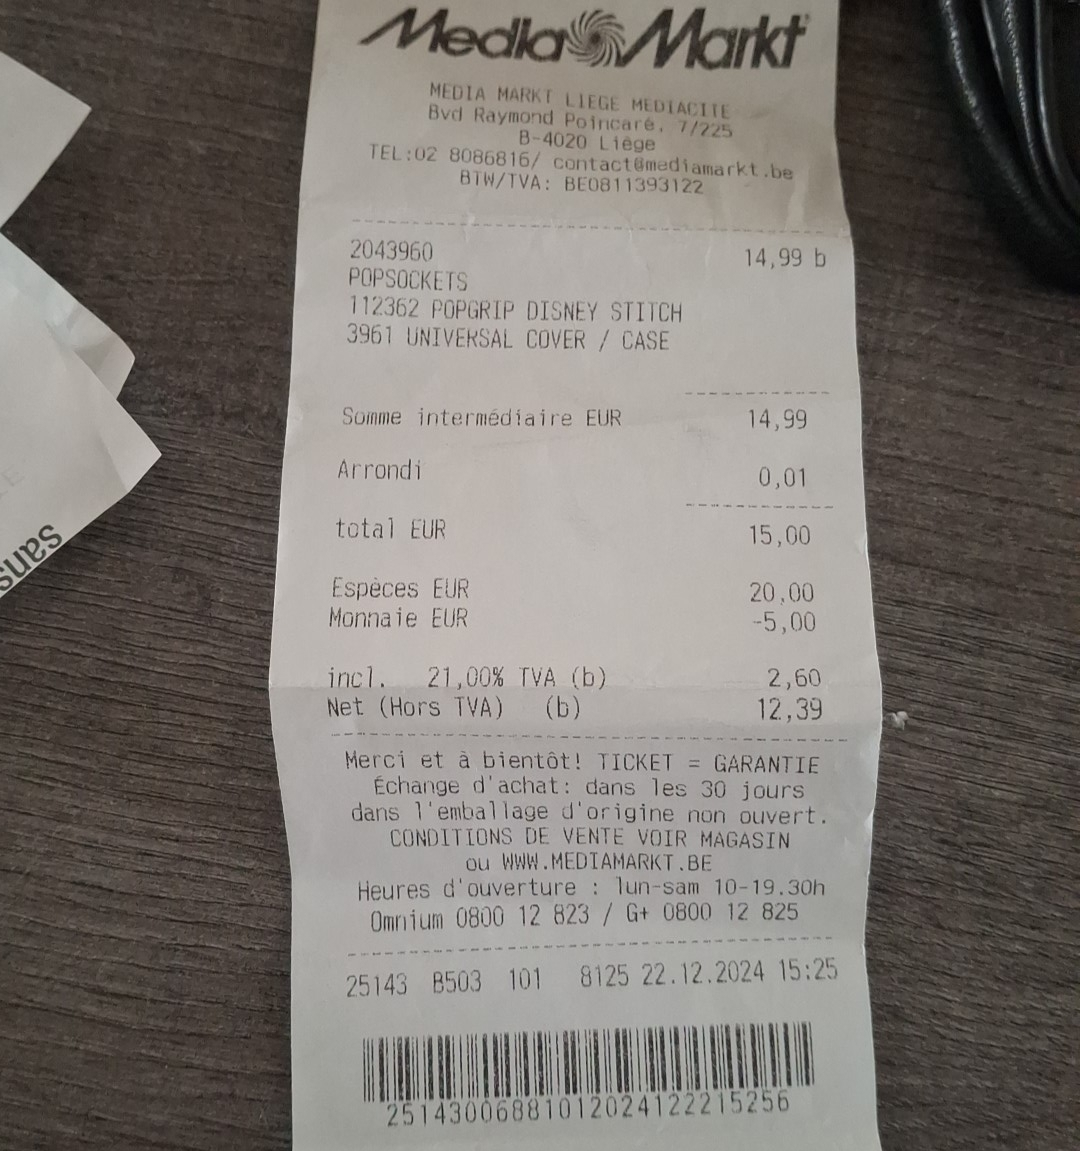 MediaMarkt
MEDIA MARKT LIEGE MEDIACITE
Bvd Raymond Poincaré, 7/225
B-4020 Liège
TEL:02 8086816/ contact@mediamarkt.be
BTW/TVA: BE0811393122
2043960 14,99 b
POPSOCKETS
112362 POPGRIP DISNEY STITCH
3961 UNIVERSAL COVER / CASE
Somme intermédiaire EUR 14,99
Arrondi 0,01
total EUR 15,00
Espèces EUR 20,00
Monnaie EUR -5,00
incl. 21,00% TVA (b) 2,60
Net (Hors TVA) (b) 12,39
Merci et à bientôt! TICKET = GARANTIE
Échange d'achat: dans les 30 jours
dans l'emballage d'origine non ouvert.
CONDITIONS DE VENTE VOIR MAGASIN
ou WWW.MEDIAMARKT.BE
Heures d'ouverture : lun-sam 10-19.30h
Omnium 0800 12 823 / G+ 0800 12 825
25143 B503 101 8125 22.12.2024 15:25
2514300688101202412221525​6
sans